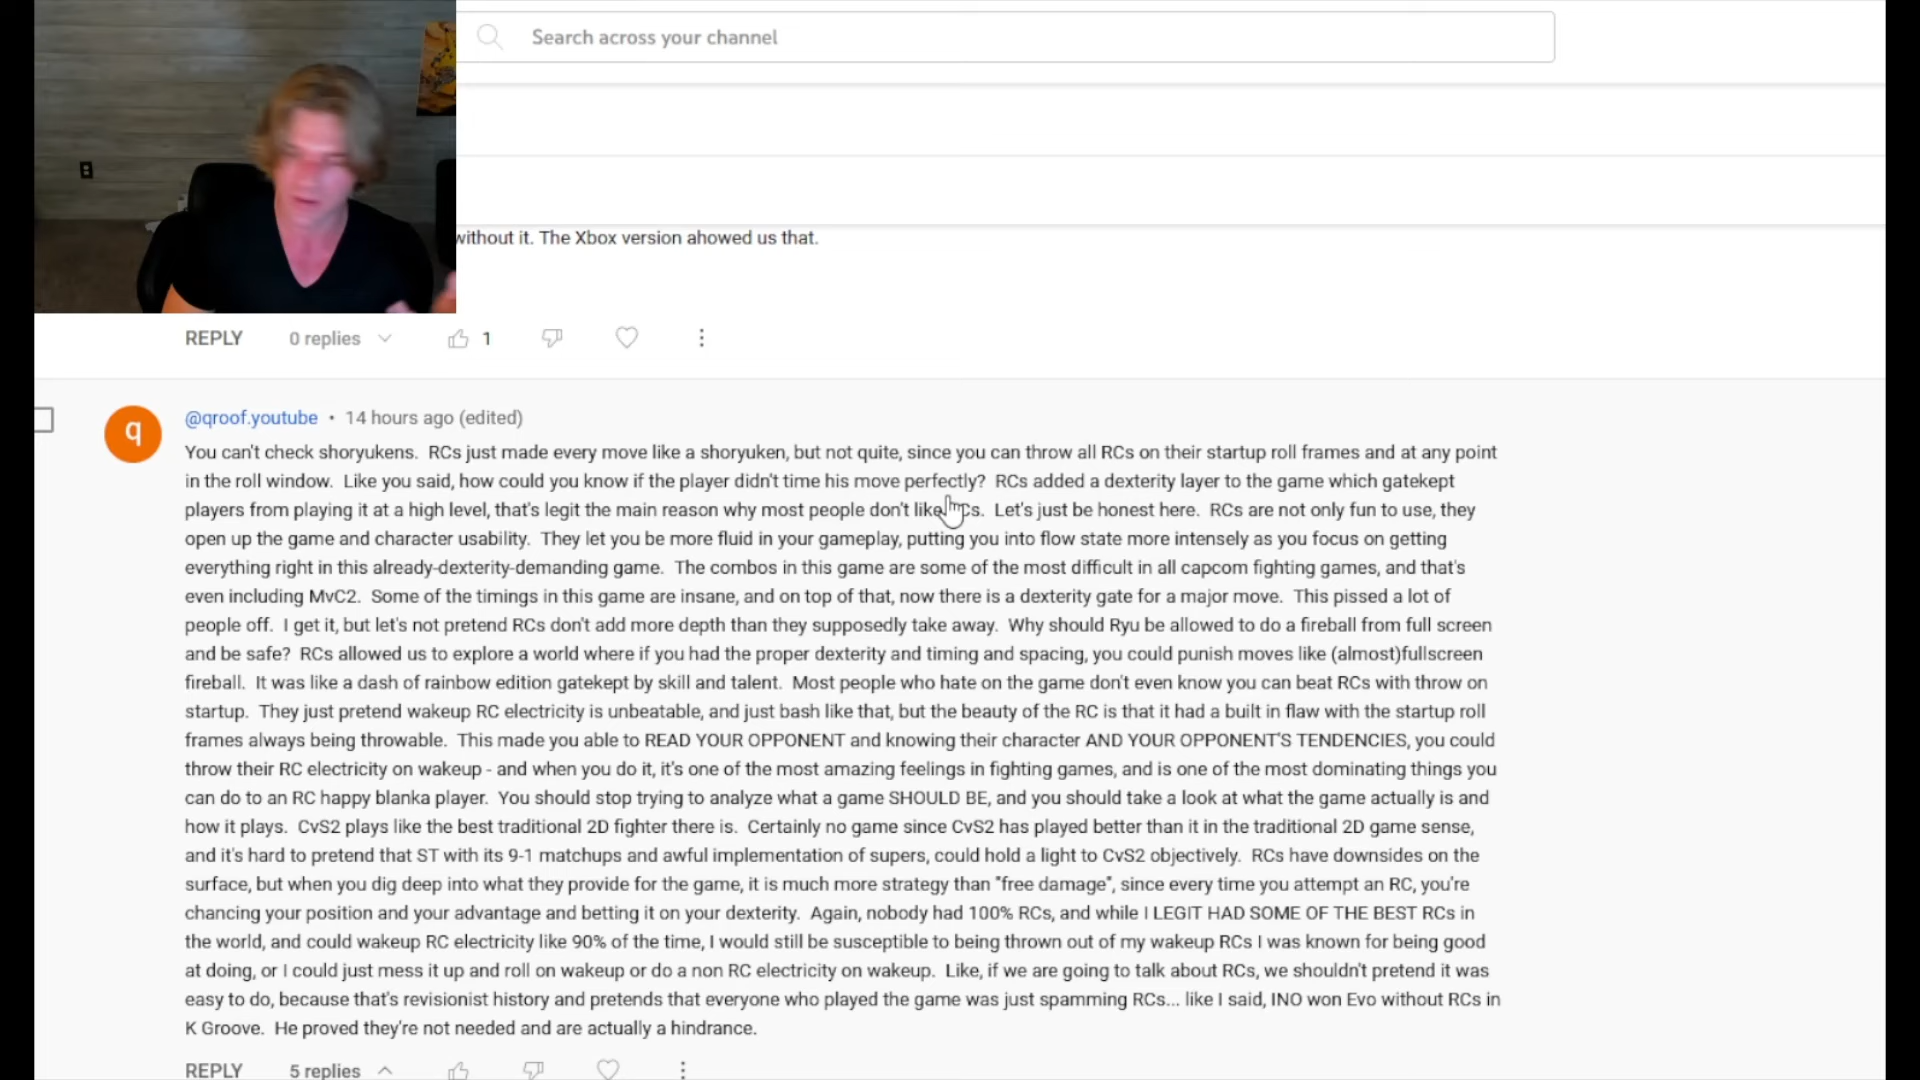 Search across your channel
without it. The Xbox version ahowed us that.
REPLY 0 replies 1
q
@qroof.youtube • 14 hours ago (edited)
You can't check shoryukens. RCs just made every move like a shoryuken, but not quite, since you can throw all RCs on their startup roll frames and at any point
in the roll window. Like you said, how could you know if the player didn't time his move perfectly? RCs added a dexterity layer to the game which gatekept
players from playing it at a high level, that's legit the main reason why most people don't like RCs. Let's just be honest here. RCs are not only fun to use, they
open up the game and character usability. They let you be more fluid in your gameplay, putting you into flow state more intensely as you focus on getting
everything right in this already-dexterity-demanding game. The combos in this game are some of the most difficult in all capcom fighting games, and that's
even including MvC2. Some of the timings in this game are insane, and on top of that, now there is a dexterity gate for a major move. This pissed a lot of
people off. I get it, but let's not pretend RCs don't add more depth than they supposedly take away. Why should Ryu be allowed to do a fireball from full screen
and be safe? RCs allowed us to explore a world where if you had the proper dexterity and timing and spacing, you could punish moves like (almost)fullscreen
fireball. It was like a dash of rainbow edition gatekept by skill and talent. Most people who hate on the game don't even know you can beat RCs with throw on
startup. They just pretend wakeup RC electricity is unbeatable, and just bash like that, but the beauty of the RC is that it had a built in flaw with the startup roll
frames always being throwable. This made you able to READ YOUR OPPONENT and knowing their character AND YOUR OPPONENT'S TENDENCIES, you could
throw their RC electricity on wakeup - and when you do it, it's one of the most amazing feelings in fighting games, and is one of the most dominating things you
can do to an RC happy blanka player. You should stop trying to analyze what a game SHOULD BE, and you should take a look at what the game actually is and
how it plays. CvS2 plays like the best traditional 2D fighter there is. Certainly no game since CvS2 has played better than it in the traditional 2D game sense,
and it's hard to pretend that ST with its 9-1 matchups and awful implementation of supers, could hold a light to CvS2 objectively. RCs have downsides on the
surface, but when you dig deep into what they provide for the game, it is much more strategy than "free damage", since every time you attempt an RC, you're
chancing your position and your advantage and betting it on your dexterity. Again, nobody had 100% RCs, and while I LEGIT HAD SOME OF THE BEST RCs in
the world, and could wakeup RC electricity like 90% of the time, I would still be susceptible to being thrown out of my wakeup RCs I was known for being good
at doing, or I could just mess it up and roll on wakeup or do a non RC electricity on wakeup. Like, if we are going to talk about RCs, we shouldn't pretend it was
easy to do, because that's revisionist history and pretends that everyone who played the game was just spamming RCs... like I said, INO won Evo without RCs in
K Groove. He proved they're not needed and are actually a hindrance.
REPLY 5 replies